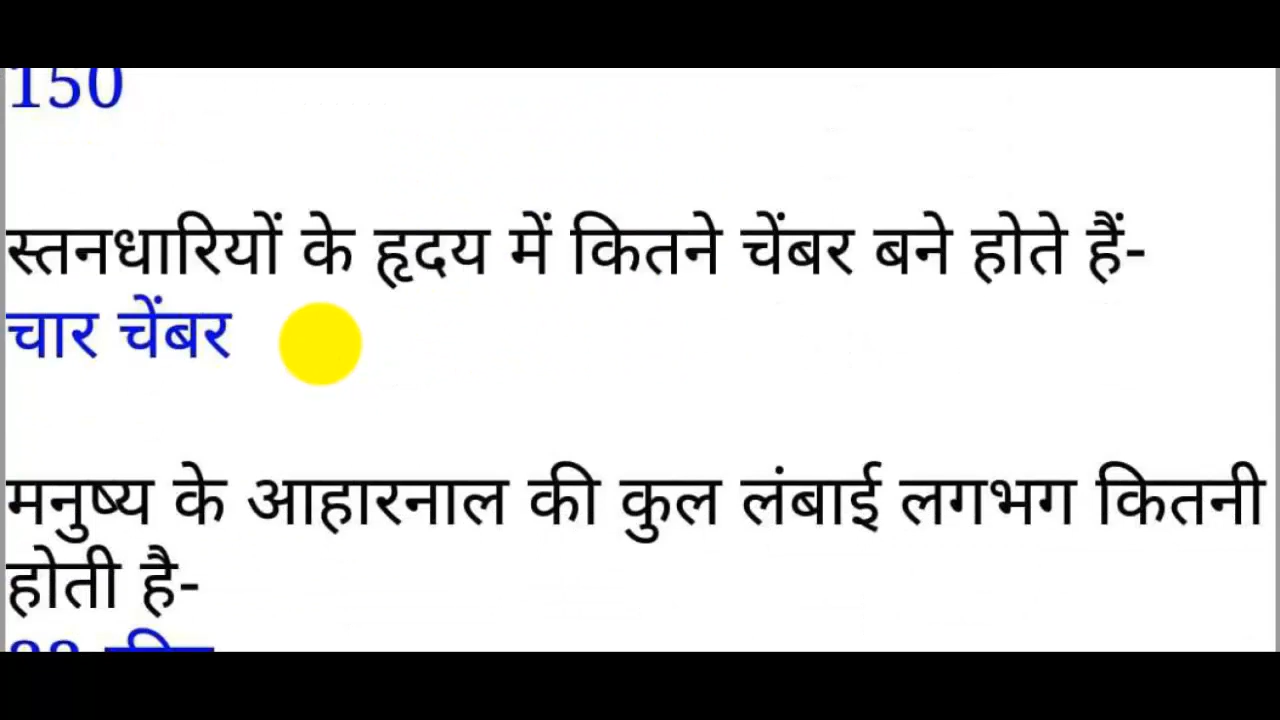 150
स्तनधारियों के हृदय में कितने चेंबर बने होते हैं-
चार चेंबर
मनुष्य के आहारनाल की कुल लंबाई लगभग कितनी
होती है-